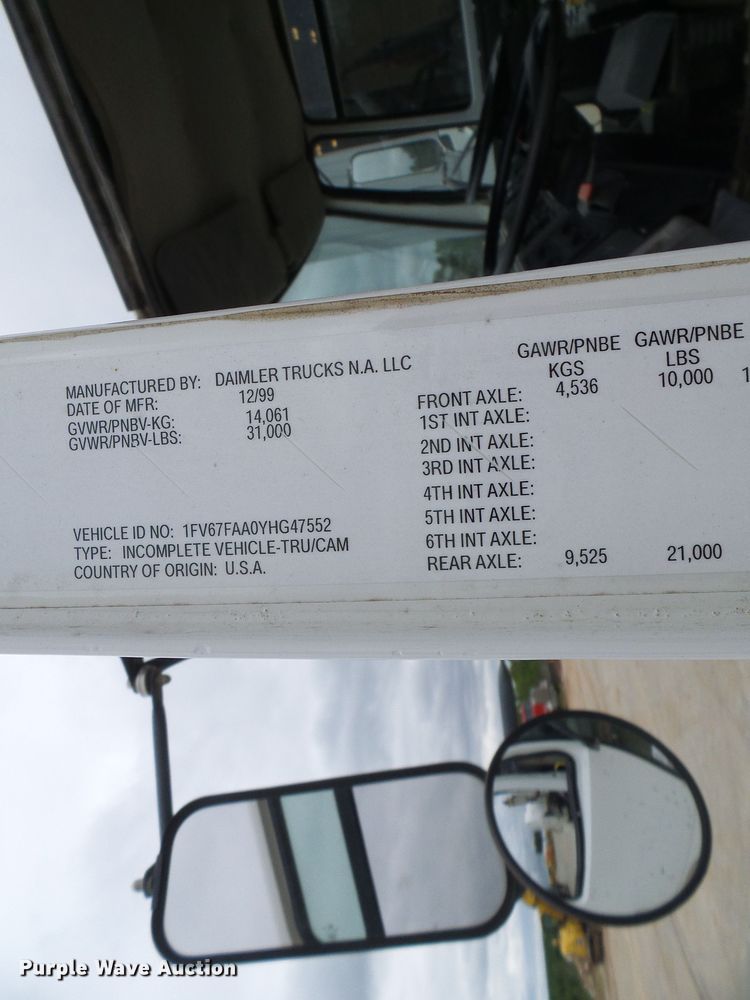 MANUFACTURED BY: DAIMLER TRUCKS N.A. LLC
DATE OF MFR: 12/99
GVWR/PNBV-KG: 14,061
GVWR/PNBV-LBS: 31,000
VEHICLE ID NO: 1FV67FAA0YHG47552
TYPE: INCOMPLETE VEHICLE-TRU/CAM
COUNTRY OF ORIGIN: U.S.A.
GAWR/PNBE GAWR/PNBE
KGS LBS
FRONT AXLE: 4,536 10,000 1
1ST INT AXLE:
2ND INT AXLE:
3RD INT AXLE:
4TH INT AXLE:
5TH INT AXLE:
6TH INT AXLE:
REAR AXLE: 9,525 21,000
Purple Wave Auction